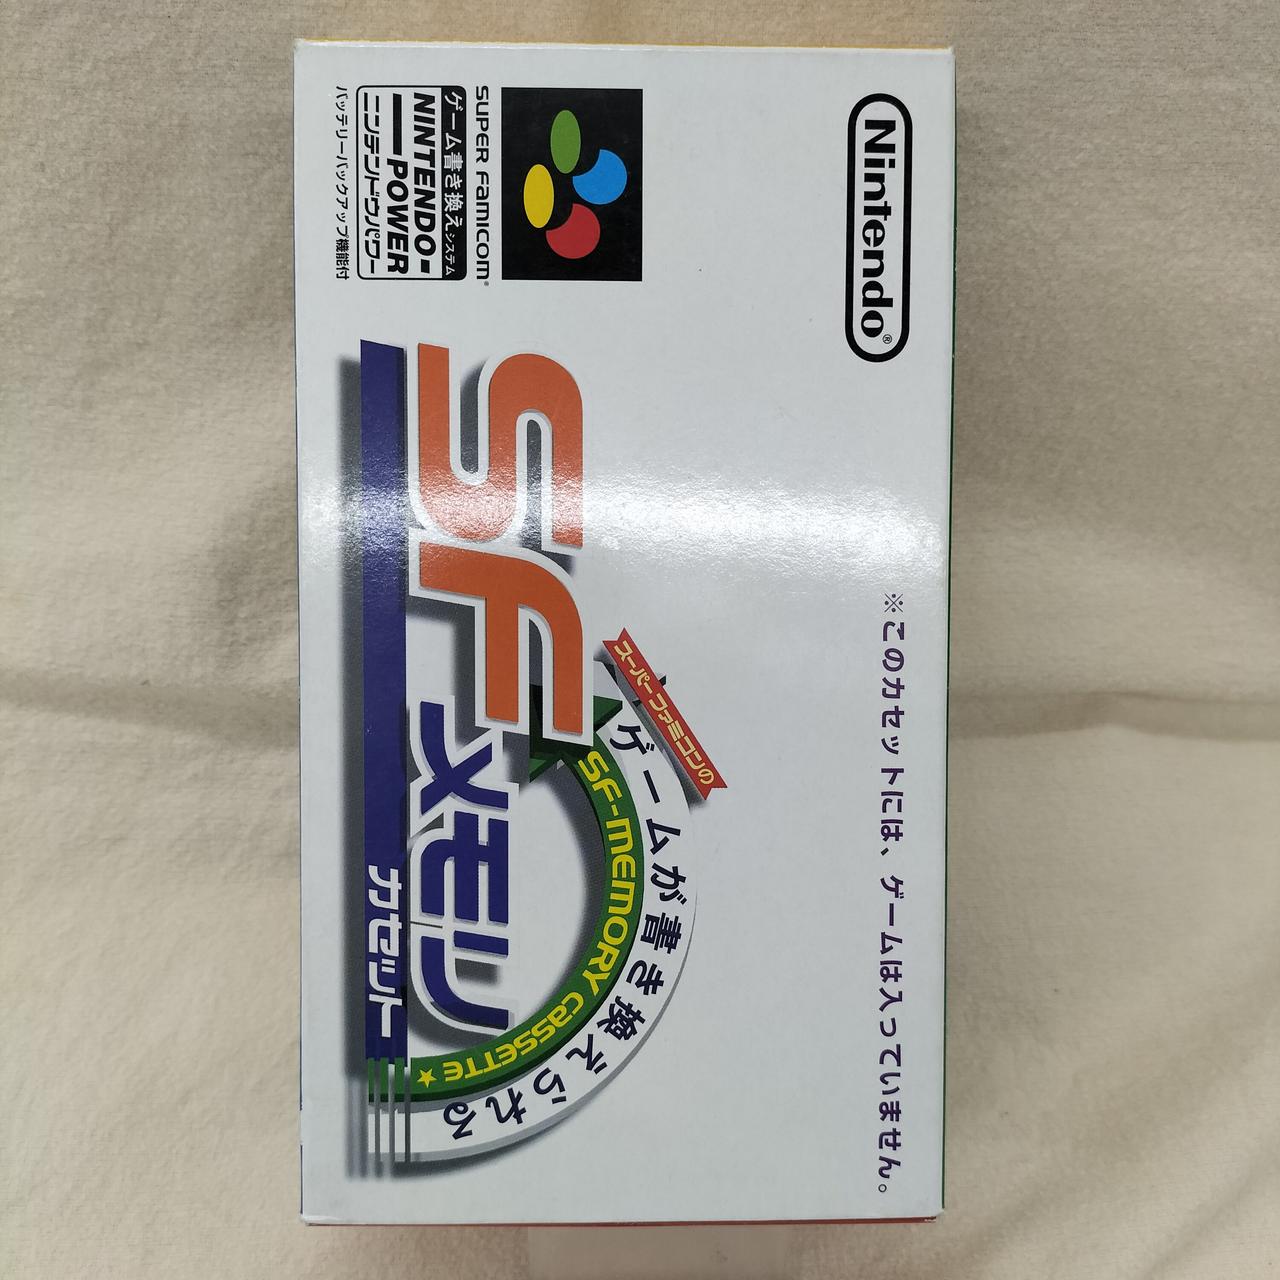 Nintendo®
※このカセットには、ゲームは入っていません。
SUPER FAMICOM®
ゲーム書き換えシステム
NINTENDO
POWER
ニンテンドウパワー
バッテリーバックアップ機能付
スーパーファミコンの
ゲームが書き換えられる
SF-MEMORY CASSETTE★
SFメモリ
カセット